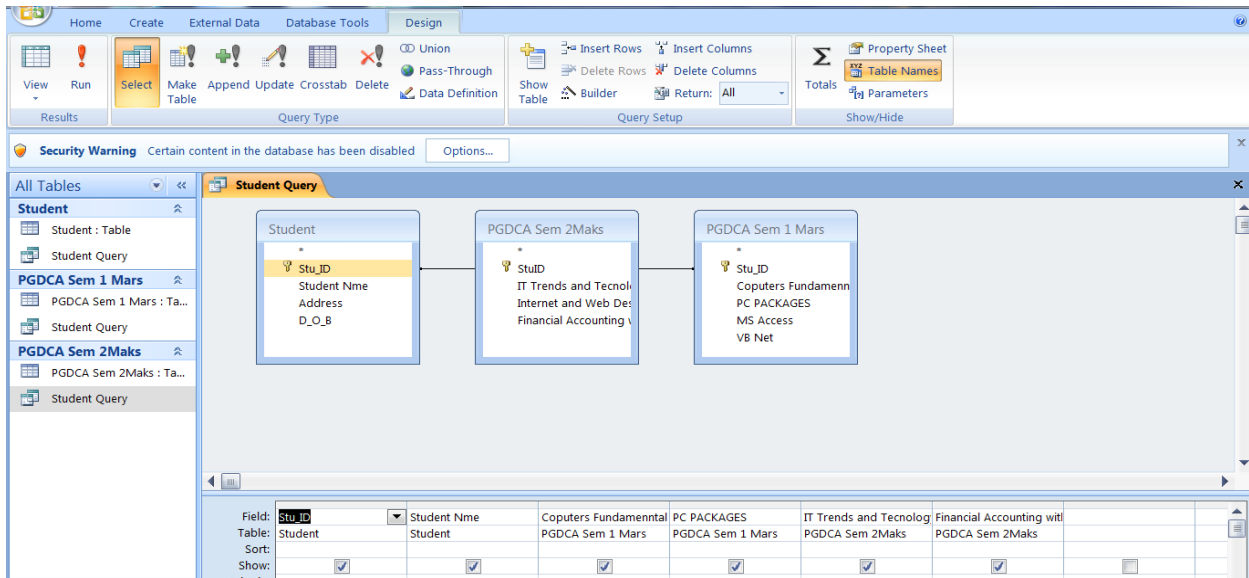 Home Create External Data Database Tools Design
View
Run
Select
Make Table
Append Update Crosstab Delete
Union
Pass-Through
Data Definition
Results
Query Type
Show Table
Insert Rows
Delete Rows
Builder
Insert Columns
Delete Columns
Return: All
Query Setup
Totals
Property Sheet
Table Names
Parameters
Show/Hide
Security Warning Certain content in the database has been disabled Options...
All Tables
Student
Student : Table
Student Query
PGDCA Sem 1 Mars
PGDCA Sem 1 Mars : Ta...
Student Query
PGDCA Sem 2Maks
PGDCA Sem 2Maks : Ta...
Student Query
Student Query
Student
*
Stu_ID
Student Nme
Address
D_O_B
PGDCA Sem 2Maks
*
StuID
IT Trends and Tecnol
Internet and Web Des
Financial Accounting
PGDCA Sem 1 Mars
*
Stu_ID
Coputers Fundamenn
PC PACKAGES
MS Access
VB Net
Field: Stu_ID Student Nme Coputers Fundamenntal PC PACKAGES IT Trends and Tecnology Financial Accounting with
Table: Student Student PGDCA Sem 1 Mars PGDCA Sem 1 Mars PGDCA Sem 2Maks PGDCA Sem 2Maks
Sort:
Show: